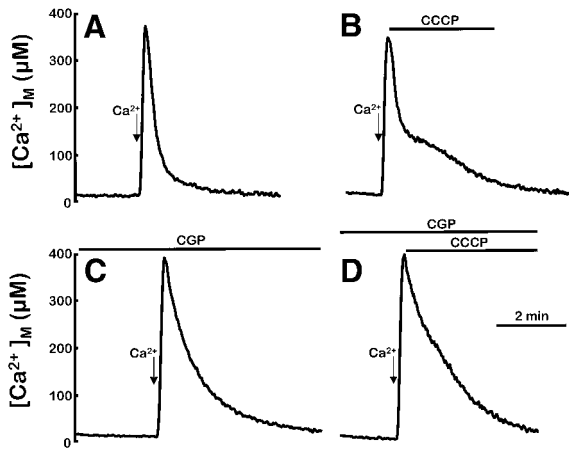 A
B
CCCP
400
300
200
100
0
[Ca²⁺]M (µM)
Ca²⁺
Ca²⁺
CGP
CGP
CCCP
C
D
400
300
200
100
0
[Ca²⁺]M (µM)
Ca²⁺
Ca²⁺
2 min